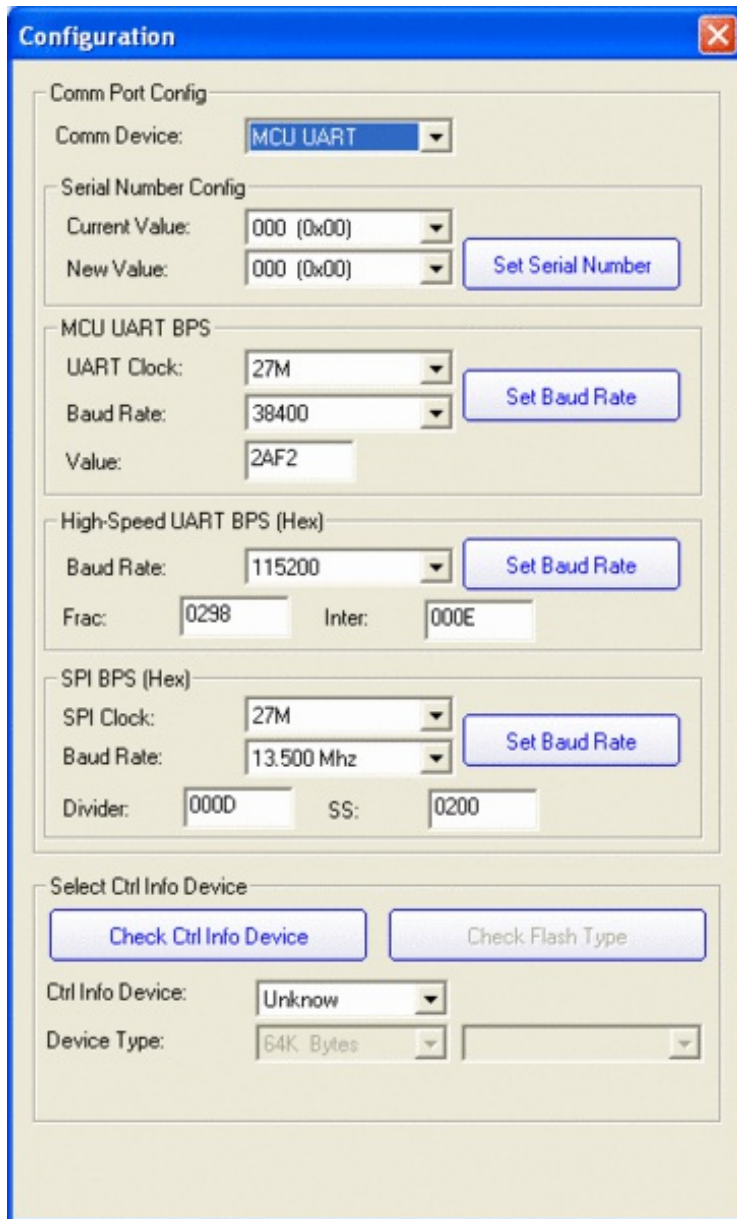 Configuration
Comm Port Config
Comm Device: MCU UART
Serial Number Config
Current Value: 000 (0x00)
New Value: 000 (0x00)
Set Serial Number
MCU UART BPS
UART Clock: 27M
Set Baud Rate
Baud Rate: 38400
Value: 2AF2
High-Speed UART BPS (Hex)
Baud Rate: 115200 Set Baud Rate
Frac: 0298 Inter: 000E
SPI BPS (Hex)
SPI Clock: 27M
Set Baud Rate
Baud Rate: 13.500 Mhz
Divider: 000D SS: 0200
Select Ctrl Info Device
Check Ctrl Info Device Check Flash Type
Ctrl Info Device: Unknow
Device Type: 64K Bytes